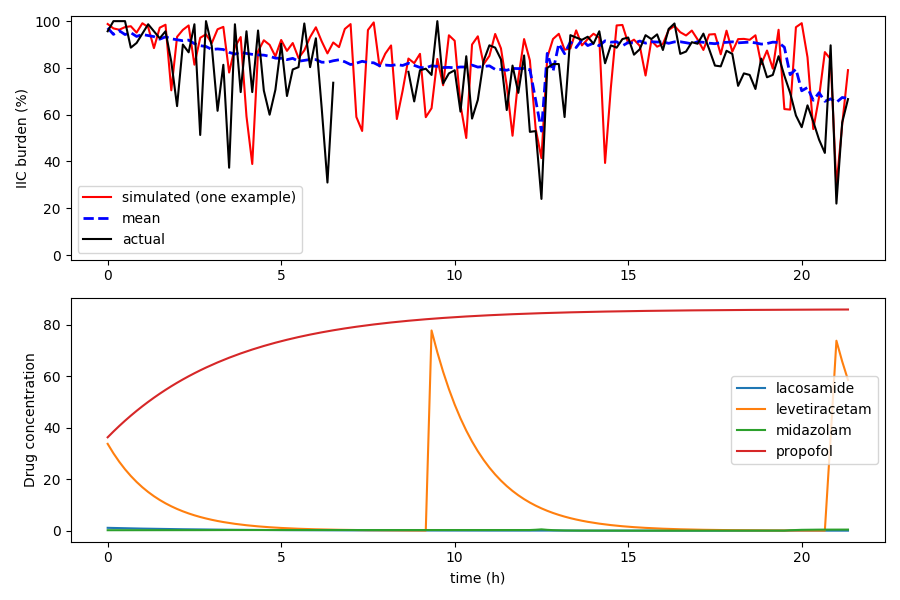 100
80
60
40
20
0
IIC burden (%)
simulated (one example)
mean
actual
0 5 10 15 20
80
60
40
20
0
Drug concentration
lacosamide
levetiracetam
midazolam
propofol
0 5 10 15 20
time (h)